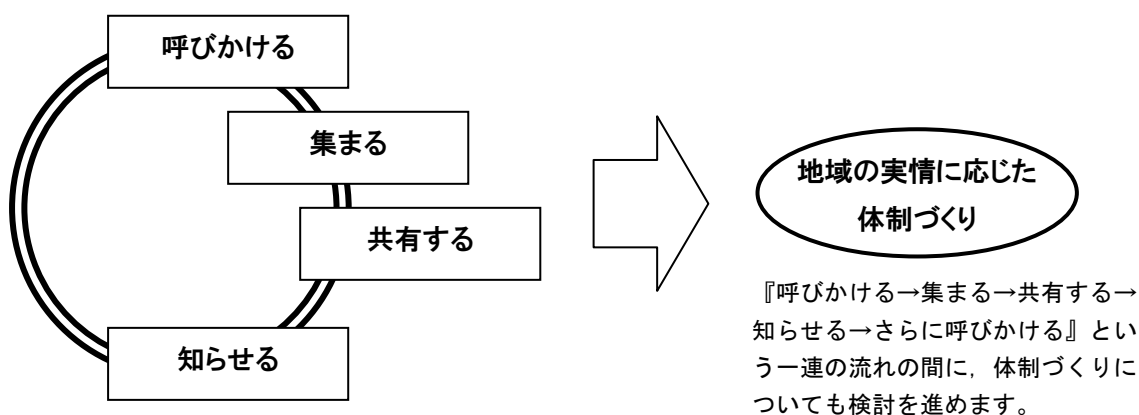 呼びかける
集まる
共有する
知らせる
地域の実情に応じた
体制づくり
『呼びかける→集まる→共有する→
知らせる→さらに呼びかける』とい
う一連の流れの間に，体制づくりに
ついても検討を進めます。